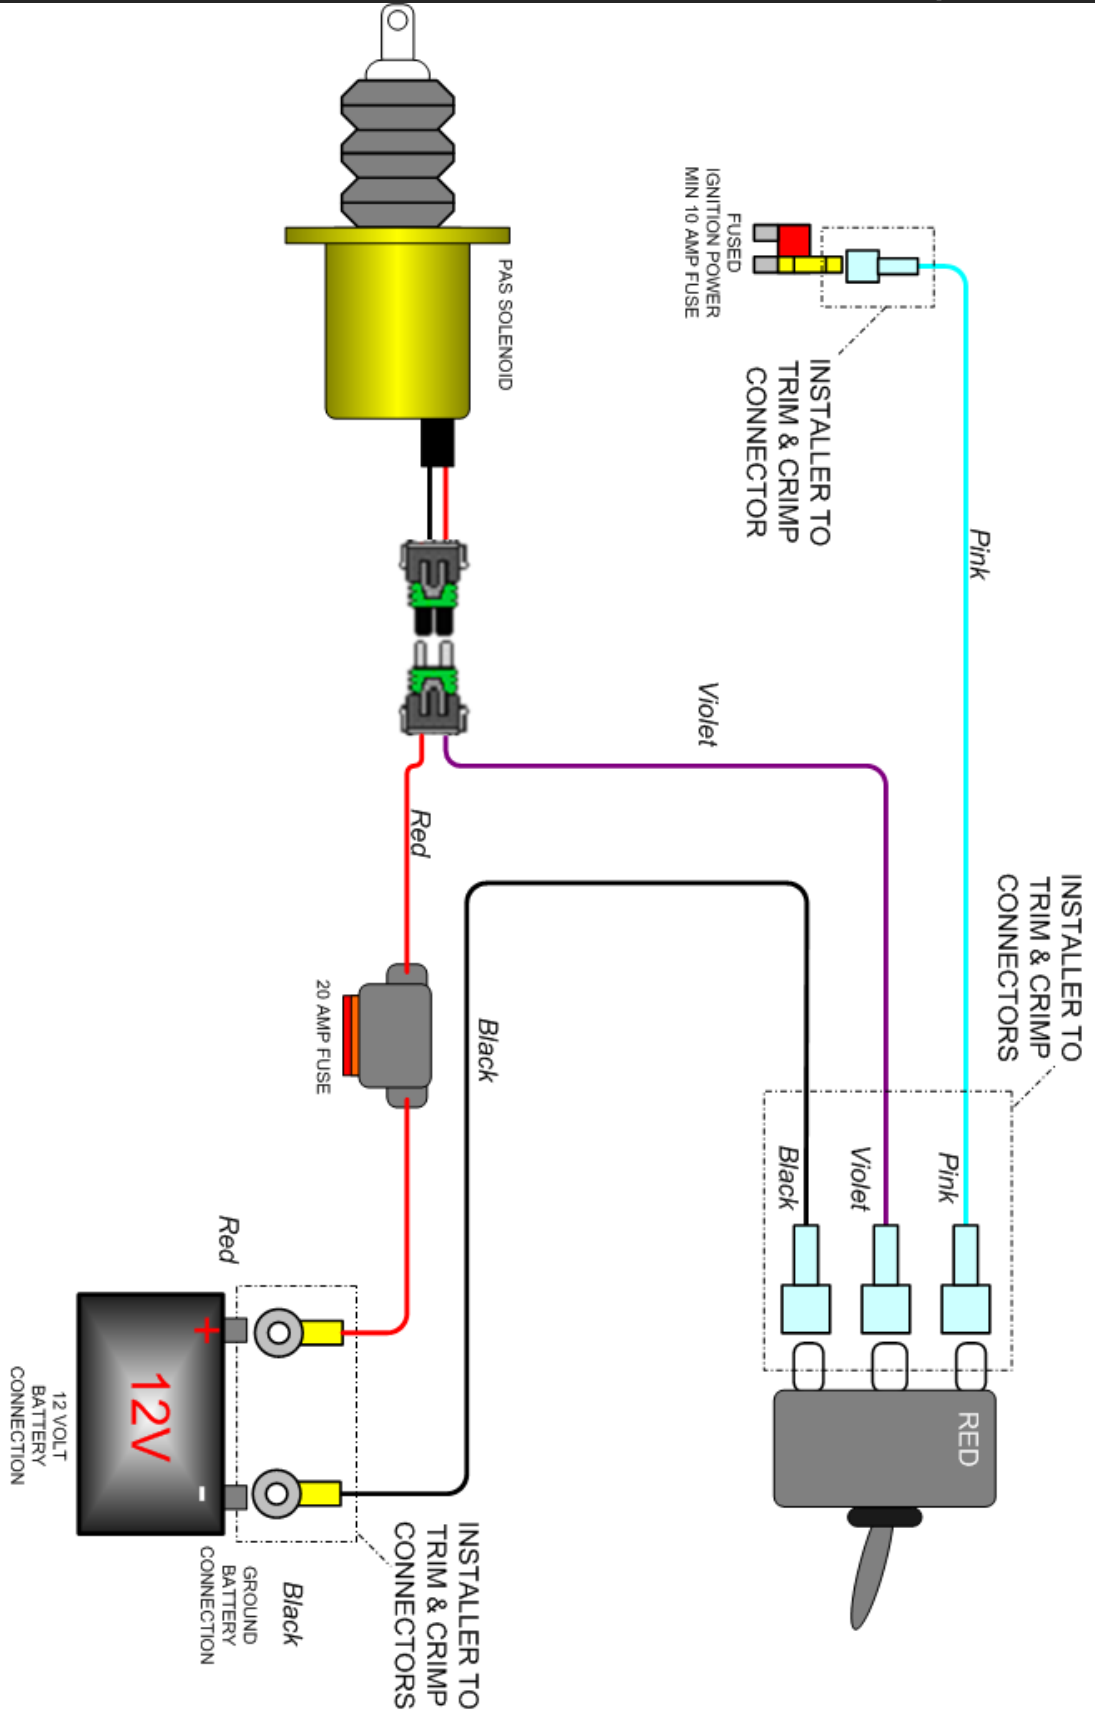 PAS SOLENOID
FUSED
IGNITION POWER
MIN 10 AMP FUSE
INSTALLER TO
TRIM & CRIMP
CONNECTOR
Pink
Violet
Red
20 AMP FUSE
Black
INSTALLER TO
TRIM & CRIMP
CONNECTORS
Pink
Violet
Black
RED
Red
+
12V
-
12 VOLT
BATTERY
CONNECTION
GROUND
BATTERY
CONNECTION
Black
INSTALLER TO
TRIM & CRIMP
CONNECTORS